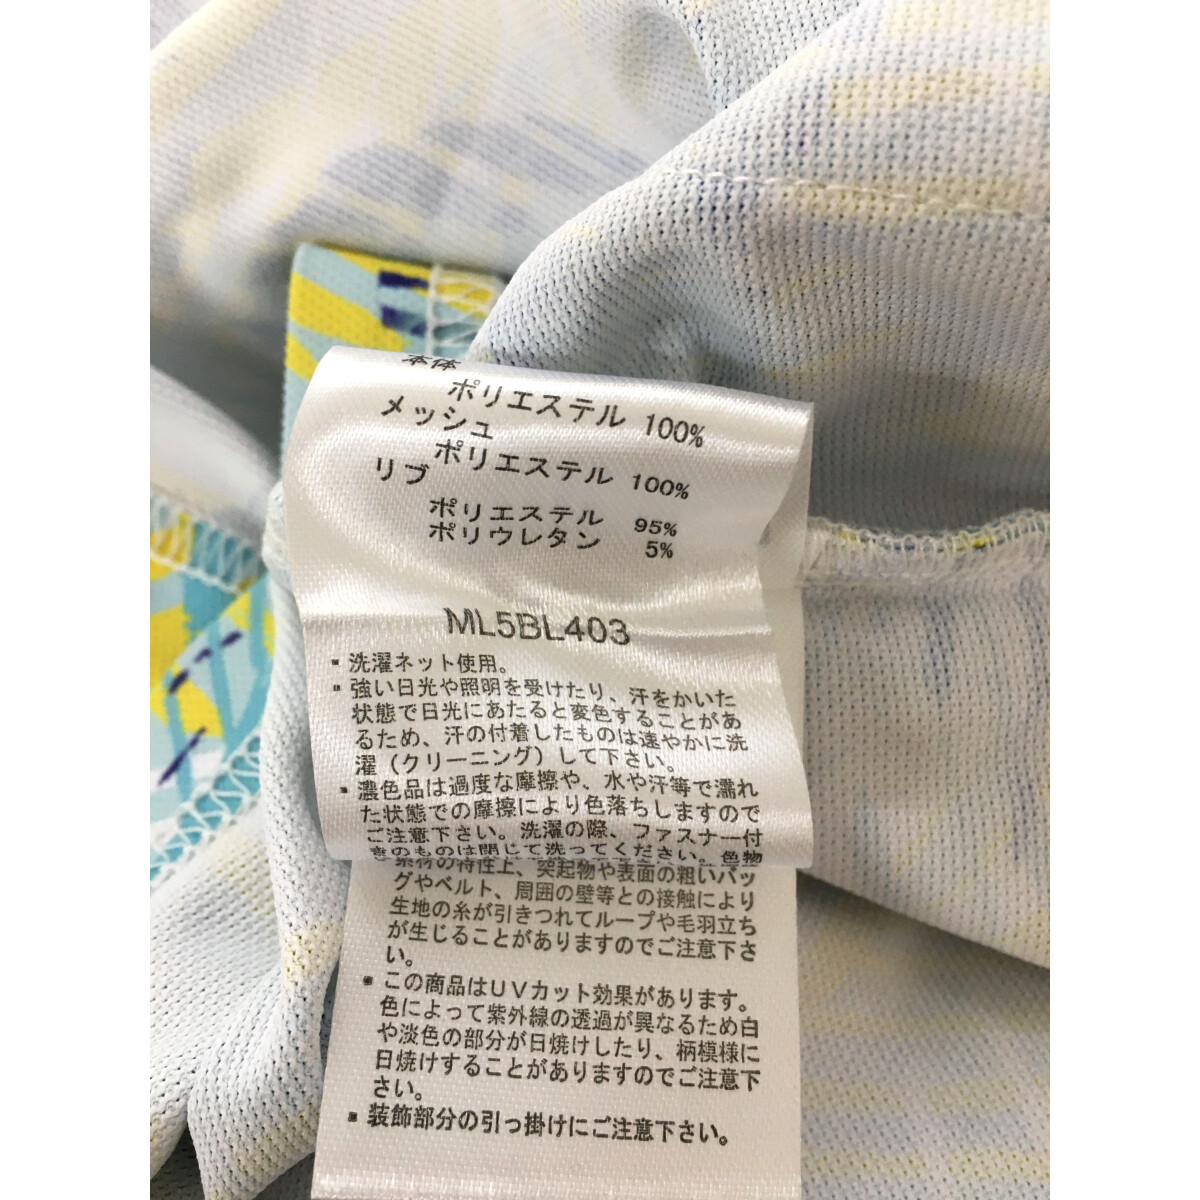 本体
ポリエステル 100%
メッシュ
ポリエステル 100%
リブ
ポリエステル 95%
ポリウレタン 5%
ML5BL403
▪ 洗濯ネット使用。
▪ 強い日光や照明を受けたり、汗をかいた
状態で日光にあたると変色することがあ
るため、汗の付着したものは速やかに洗
濯（クリーニング）して下さい。
▪ 濃色品は過度な摩擦や、水や汗等で濡れ
た状態での摩擦により色落ちしますので
ご注意下さい。洗濯の際、ファスナー付
きのものは閉じて洗ってください。色物
素材の特性上、突起物や表面の粗いバッ
グやベルト、周囲の壁等との接触により
生地の糸が引きつれてループや毛羽立ち
が生じることがありますのでご注意下さ
い。
▪ この商品はＵＶカット効果があります。
色によって紫外線の透過が異なるため白
や淡色の部分が日焼けしたり、柄模様に
日焼けすることがありますのでご注意下
さい。
▪ 装飾部分の引っ掛けにご注意下さい。